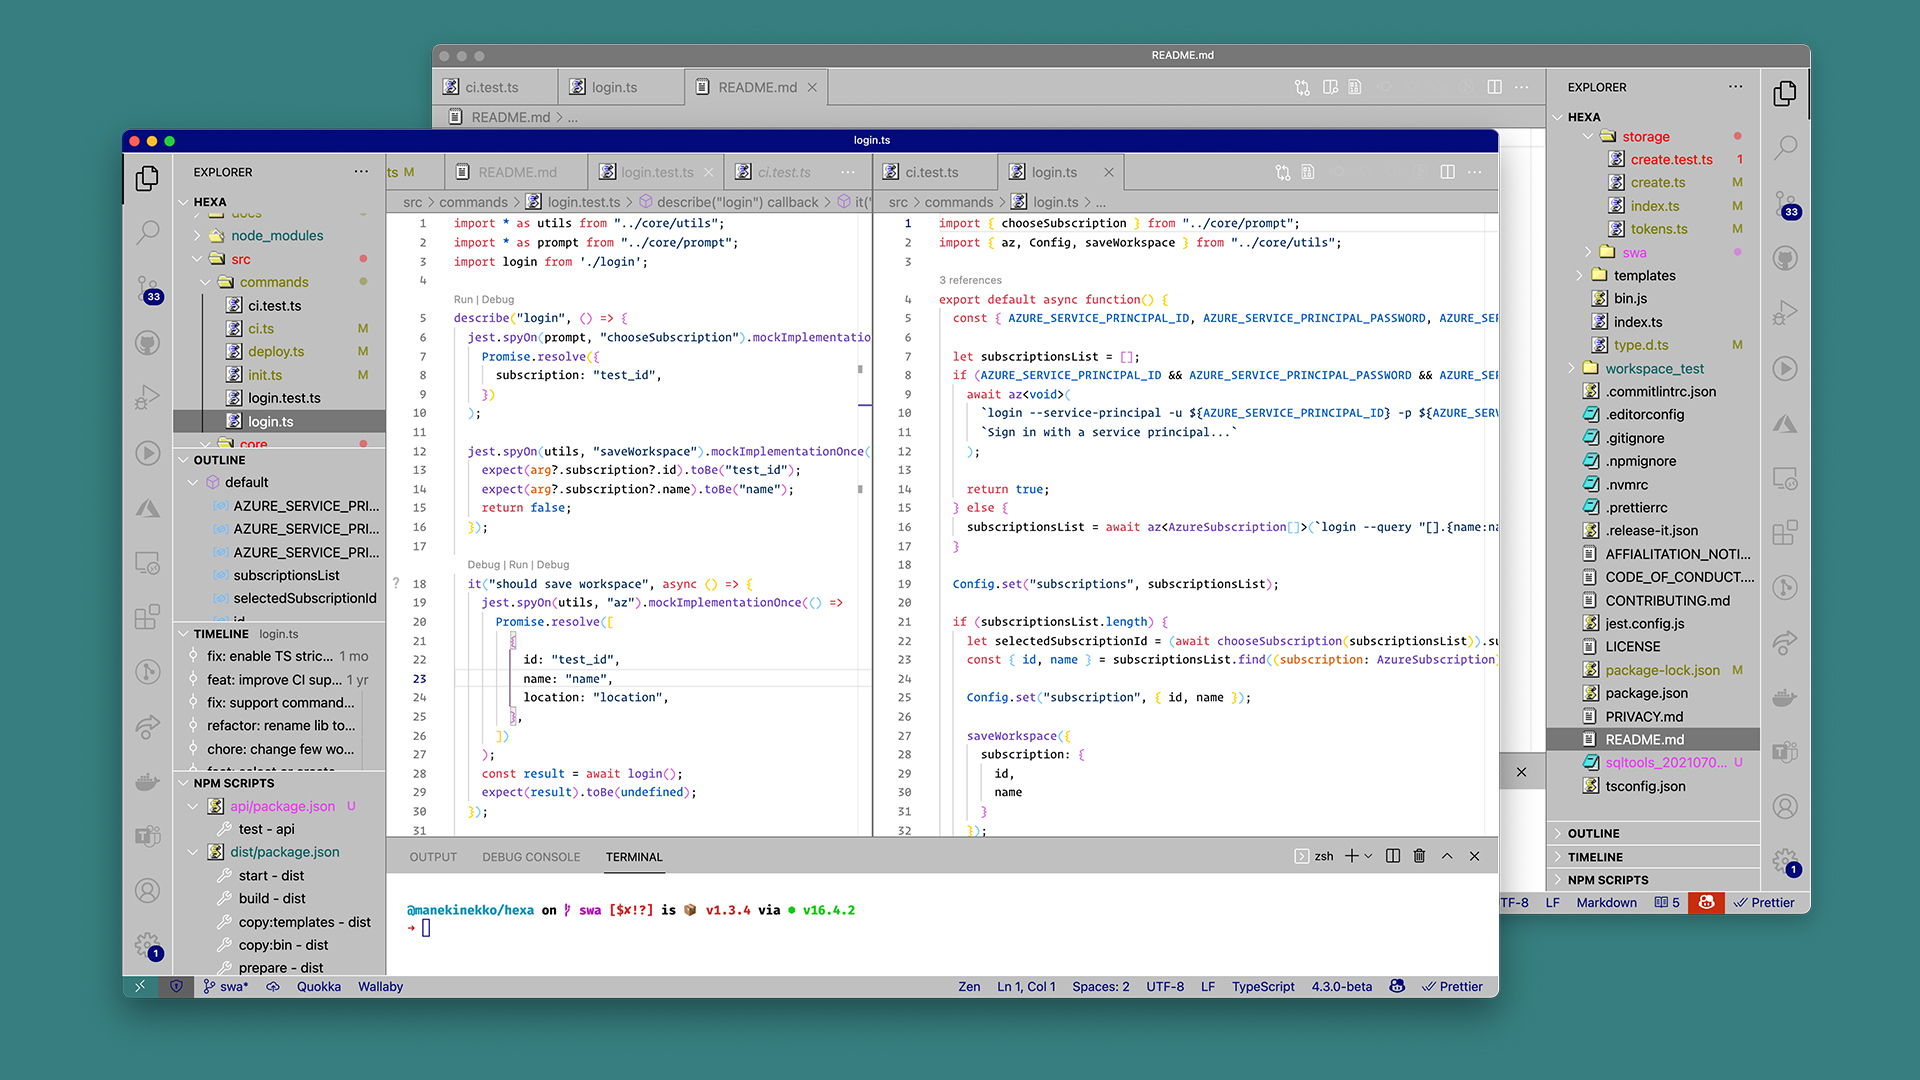 README.md
ci.test.ts
login.ts
README.md
README.md > ...
EXPLORER
HEXA
storage
create.test.ts 1
create.ts M
index.ts M
tokens.ts M
swa
templates
bin.js
index.ts
type.d.ts M
workspace_test
.commitlintrc.json
.editorconfig
.gitignore
.npmignore
.nvmrc
.prettierrc
.release-it.json
AFFIALITATION_NOTI...
CODE_OF_CONDUCT....
CONTRIBUTING.md
jest.config.js
LICENSE
package-lock.json M
package.json
PRIVACY.md
README.md
sqltools_2021070... U
tsconfig.json
OUTLINE
TIMELINE
NPM SCRIPTS
33
1
TF-8 LF Markdown 5 Prettier
login.ts
33
1
EXPLORER
HEXA
docs
node_modules
src
commands
ci.test.ts
ci.ts M
deploy.ts M
init.ts M
login.test.ts
login.ts
core
OUTLINE
default
AZURE_SERVICE_PRI...
AZURE_SERVICE_PRI...
AZURE_SERVICE_PRI...
subscriptionsList
selectedSubscriptionId
id
TIMELINE login.ts
fix: enable TS stric... 1 mo
feat: improve CI sup... 1 yr
fix: support command...
refactor: rename lib to...
chore: change few wo...
feat: select or create
NPM SCRIPTS
api/package.json U
test - api
dist/package.json
start - dist
build - dist
copy:templates - dist
copy:bin - dist
prepare - dist
ts M
README.md
login.test.ts
ci.test.ts
src > commands > login.test.ts > describe("login") callback > it("
1 import * as utils from "../core/utils";
2 import * as prompt from "../core/prompt";
3 import login from './login';
4
Run | Debug
5 describe("login", () => {
6 jest.spyOn(prompt, "chooseSubscription").mockImplementatio
7 Promise.resolve({
8 subscription: "test_id",
9 })
10 );
11
12 jest.spyOn(utils, "saveWorkspace").mockImplementationOnce(
13 expect(arg?.subscription?.id).toBe("test_id");
14 expect(arg?.subscription?.name).toBe("name");
15 return false;
16 });
17
Debug | Run | Debug
? 18 it("should save workspace", async () => {
19 jest.spyOn(utils, "az").mockImplementationOnce(() =>
20 Promise.resolve([
21 {
22 id: "test_id",
23 name: "name",
24 location: "location",
25 },
26 ])
27 );
28 const result = await login();
29 expect(result).toBe(undefined);
30 });
31
ci.test.ts
login.ts
src > commands > login.ts > ...
1 import { chooseSubscription } from "../core/prompt";
2 import { az, Config, saveWorkspace } from "../core/utils";
3
3 references
4 export default async function() {
5 const { AZURE_SERVICE_PRINCIPAL_ID, AZURE_SERVICE_PRINCIPAL_PASSWORD, AZURE_SER
6
7 let subscriptionsList = [];
8 if (AZURE_SERVICE_PRINCIPAL_ID && AZURE_SERVICE_PRINCIPAL_PASSWORD && AZURE_SER
9 await az<void>(
10 `login --service-principal -u ${AZURE_SERVICE_PRINCIPAL_ID} -p ${AZURE_SERV
11 `Sign in with a service principal...`
12 );
13
14 return true;
15 } else {
16 subscriptionsList = await az<AzureSubscription[]>(`login --query "[].{name:na
17 }
18
19 Config.set("subscriptions", subscriptionsList);
20
21 if (subscriptionsList.length) {
22 let selectedSubscriptionId = (await chooseSubscription(subscriptionsList)).su
23 const { id, name } = subscriptionsList.find((subscription: AzureSubscription)
24
25 Config.set("subscription", { id, name });
26
27 saveWorkspace({
28 subscription: {
29 id,
30 name
31 }
32 });
OUTPUT DEBUG CONSOLE TERMINAL zsh
@manekinekko/hexa on swa [$✘!?] is 📦 v1.3.4 via ● v16.4.2
→
swa* Quokka Wallaby
Zen Ln 1, Col 1 Spaces: 2 UTF-8 LF TypeScript 4.3.0-beta Prettier